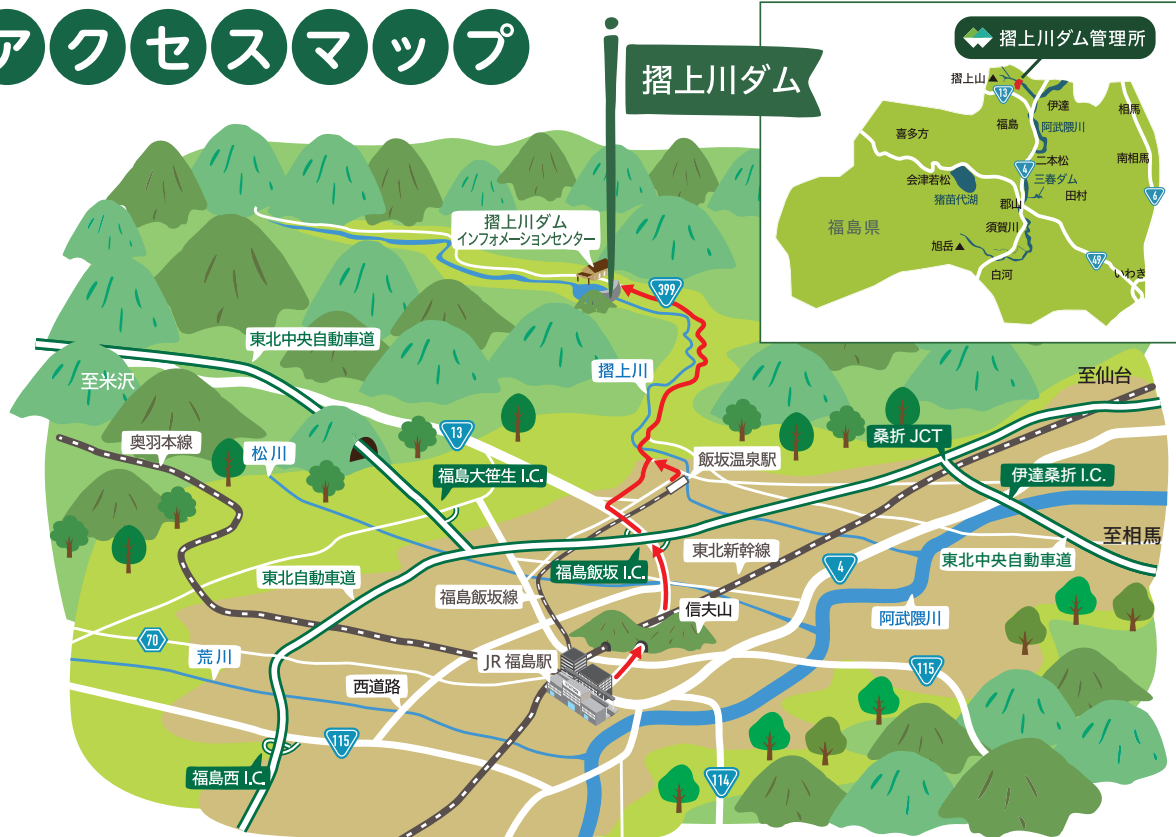 アクセスマップ
摺上川ダム
摺上川ダム管理所
摺上山
13
伊達
相馬
福島
阿武隈川
喜多方
二本松
南相馬
4
三春ダム
会津若松
田村
6
猪苗代湖
郡山
須賀川
福島県
旭岳
49
白河
いわき
摺上川ダム
インフォメーションセンター
399
東北中央自動車道
摺上川
至米沢
至仙台
奥羽本線
13
桑折 JCT
松川
飯坂温泉駅
福島大笹生 I.C.
伊達桑折 I.C.
至相馬
東北新幹線
東北中央自動車道
福島飯坂 I.C.
4
東北自動車道
福島飯坂線
信夫山
阿武隈川
70
荒川
JR 福島駅
115
西道路
115
福島西 I.C.
114